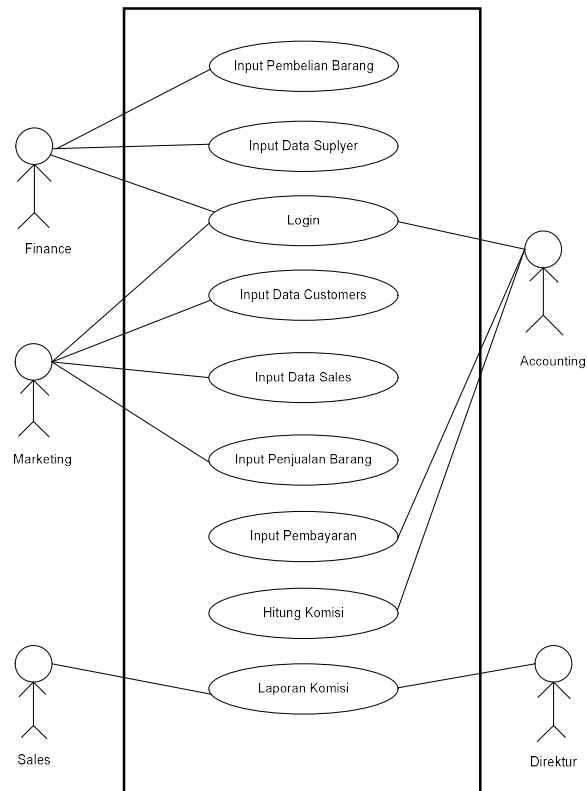 Input Pembelian Barang
Input Data Suplyer
Finance
Login
Accounting
Input Data Customers
Input Data Sales
Marketing
Input Penjualan Barang
Input Pembayaran
Hitung Komisi
Laporan Komisi
Sales
Direktur